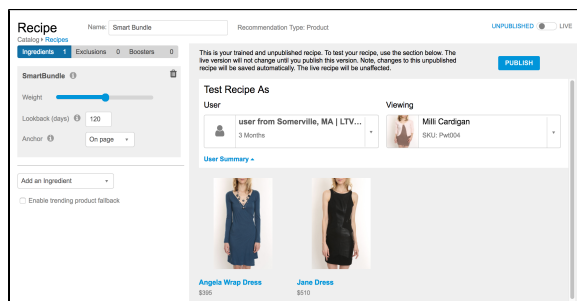 Recipe
Name: Smart Bundle
Recommendation Type: Product
UNPUBLISHED LIVE
Catalog Recipes
Ingredients 1 Exclusions 0 Boosters 0
SmartBundle
Weight
Lookback (days) 120
Anchor On page
Add an Ingredient
Enable trending product fallback
This is your trained and unpublished recipe. To test your recipe, use the section below. The
live version will not change until you publish this version. Note, changes to this unpublished
recipe will be saved automatically. The live recipe will be unaffected.
PUBLISH
Test Recipe As
User Viewing
user from Somerville, MA | LTV...
3 Months
Milli Cardigan
SKU: Pwt004
User Summary
Angela Wrap Dress Jane Dress
$395 $510